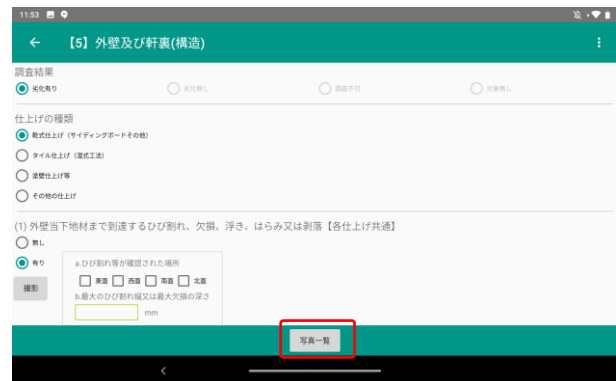 11:53
【5】外壁及び軒裏(構造)
調査結果
劣化有り 劣化無し 調査不可 対象無し
仕上げの種類
乾式仕上げ（サイディングボードその他）
タイル仕上げ（湿式工法）
塗壁仕上げ等
その他の仕上げ
(1) 外壁当下地材まで到達するひび割れ、欠損、浮き、はらみ又は剥落【各仕上げ共通】
無し
有り
a.ひび割れ等が確認された場所
東面 西面 南面 北面
撮影
b.最大のひび割れ幅又は最大欠損の深さ
mm
写真一覧